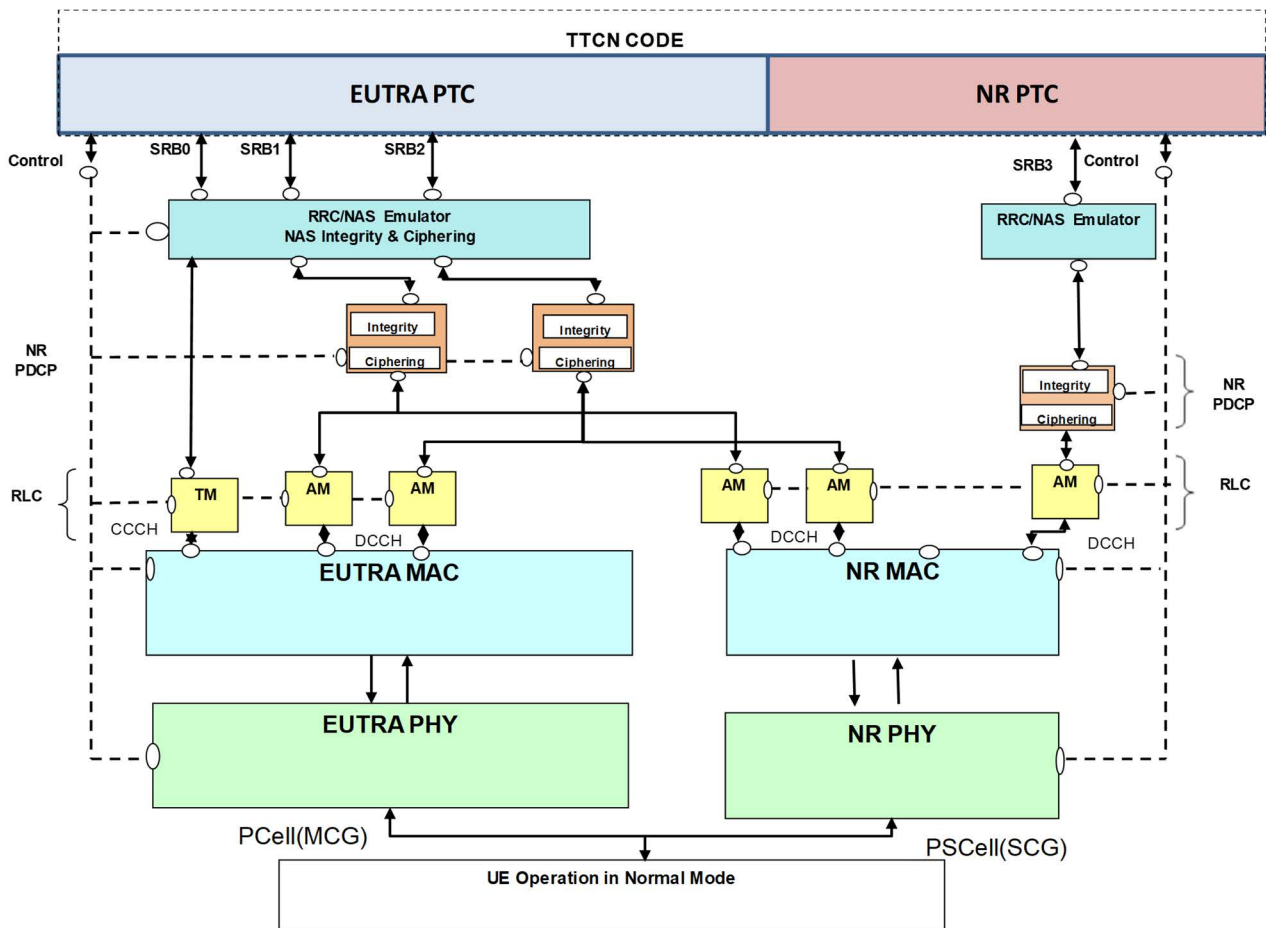 TTCN CODE
EUTRA PTC
NR PTC
Control
SRB0
SRB1
SRB2
SRB3
Control
RRC/NAS Emulator
NAS Integrity & Ciphering
RRC/NAS Emulator
NR
PDCP
Integrity
Ciphering
Integrity
Ciphering
Integrity
Ciphering
NR
PDCP
RLC
TM
AM
AM
AM
AM
AM
RLC
CCCH
DCCH
DCCH
DCCH
EUTRA MAC
NR MAC
EUTRA PHY
NR PHY
PCell(MCG)
PSCell(SCG)
UE Operation in Normal Mode